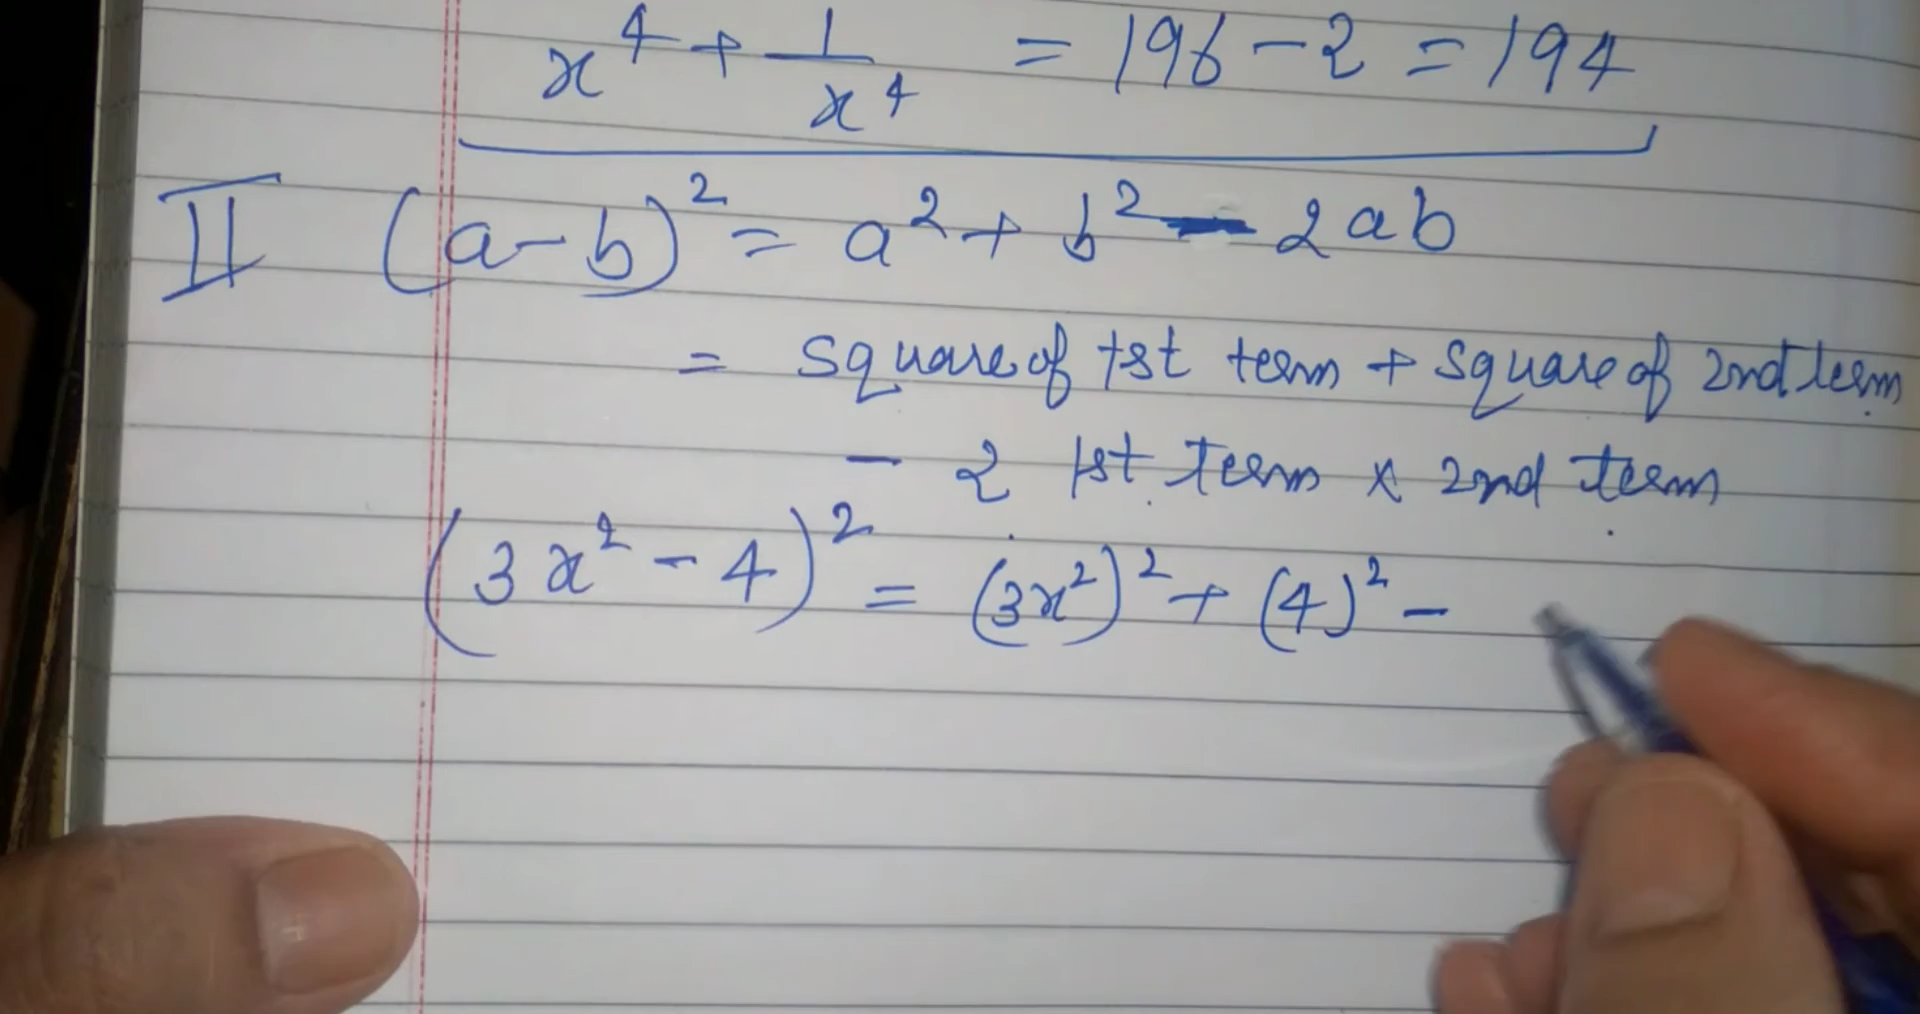 x⁴ + 1/x⁴ = 196 - 2 = 194
II (a - b)² = a² + b² - 2ab
= square of 1st term + square of 2nd term
- 2 1st term × 2nd term
(3x² - 4)² = (3x²)² + (4)² -